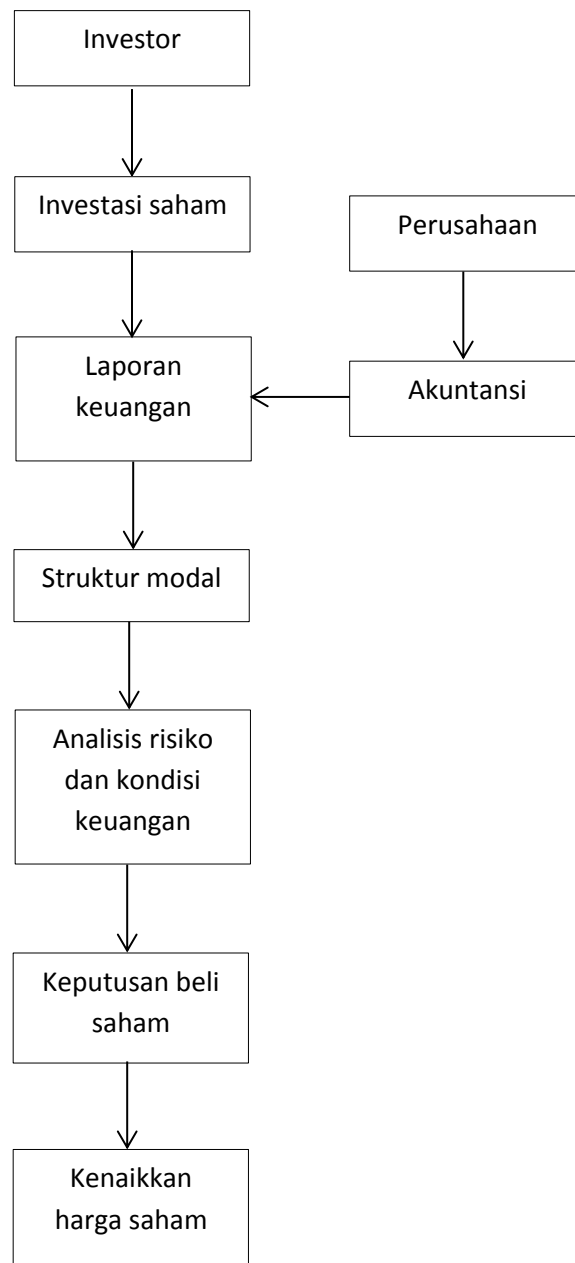 Investor
Investasi saham
Perusahaan
Laporan
keuangan
Akuntansi
Struktur modal
Analisis risiko
dan kondisi
keuangan
Keputusan beli
saham
Kenaikkan
harga saham